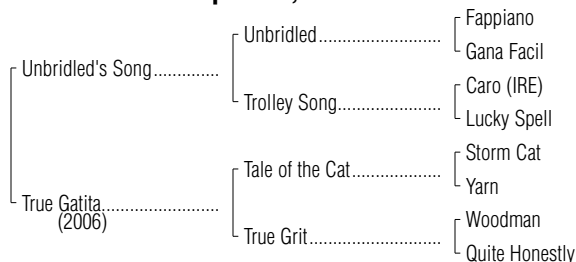 Fappiano
Unbridled
Gana Facil
Unbridled's Song
Caro (IRE)
Trolley Song
Lucky Spell
Storm Cat
Tale of the Cat
Yarn
True Gatita
(2006)
Woodman
True Grit
Quite Honestly